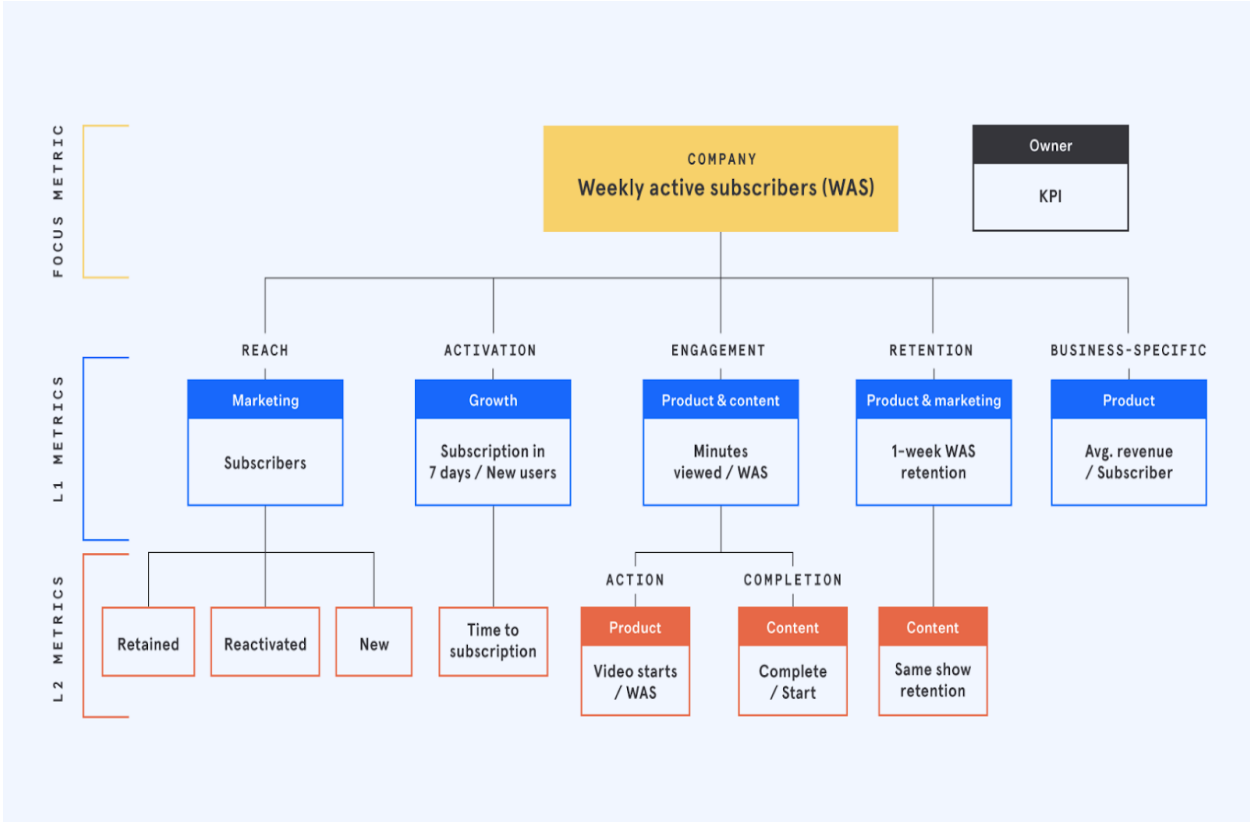 FOCUS METRIC
COMPANY
Weekly active subscribers (WAS)
Owner
KPI
L1 METRICS
REACH
Marketing
Subscribers
ACTIVATION
Growth
Subscription in
7 days / New users
ENGAGEMENT
Product & content
Minutes
viewed / WAS
RETENTION
Product & marketing
1-week WAS
retention
BUSINESS-SPECIFIC
Product
Avg. revenue
/ Subscriber
L2 METRICS
Retained
Reactivated
New
Time to
subscription
ACTION
Product
Video starts
/ WAS
COMPLETION
Content
Complete
/ Start
Content
Same show
retention